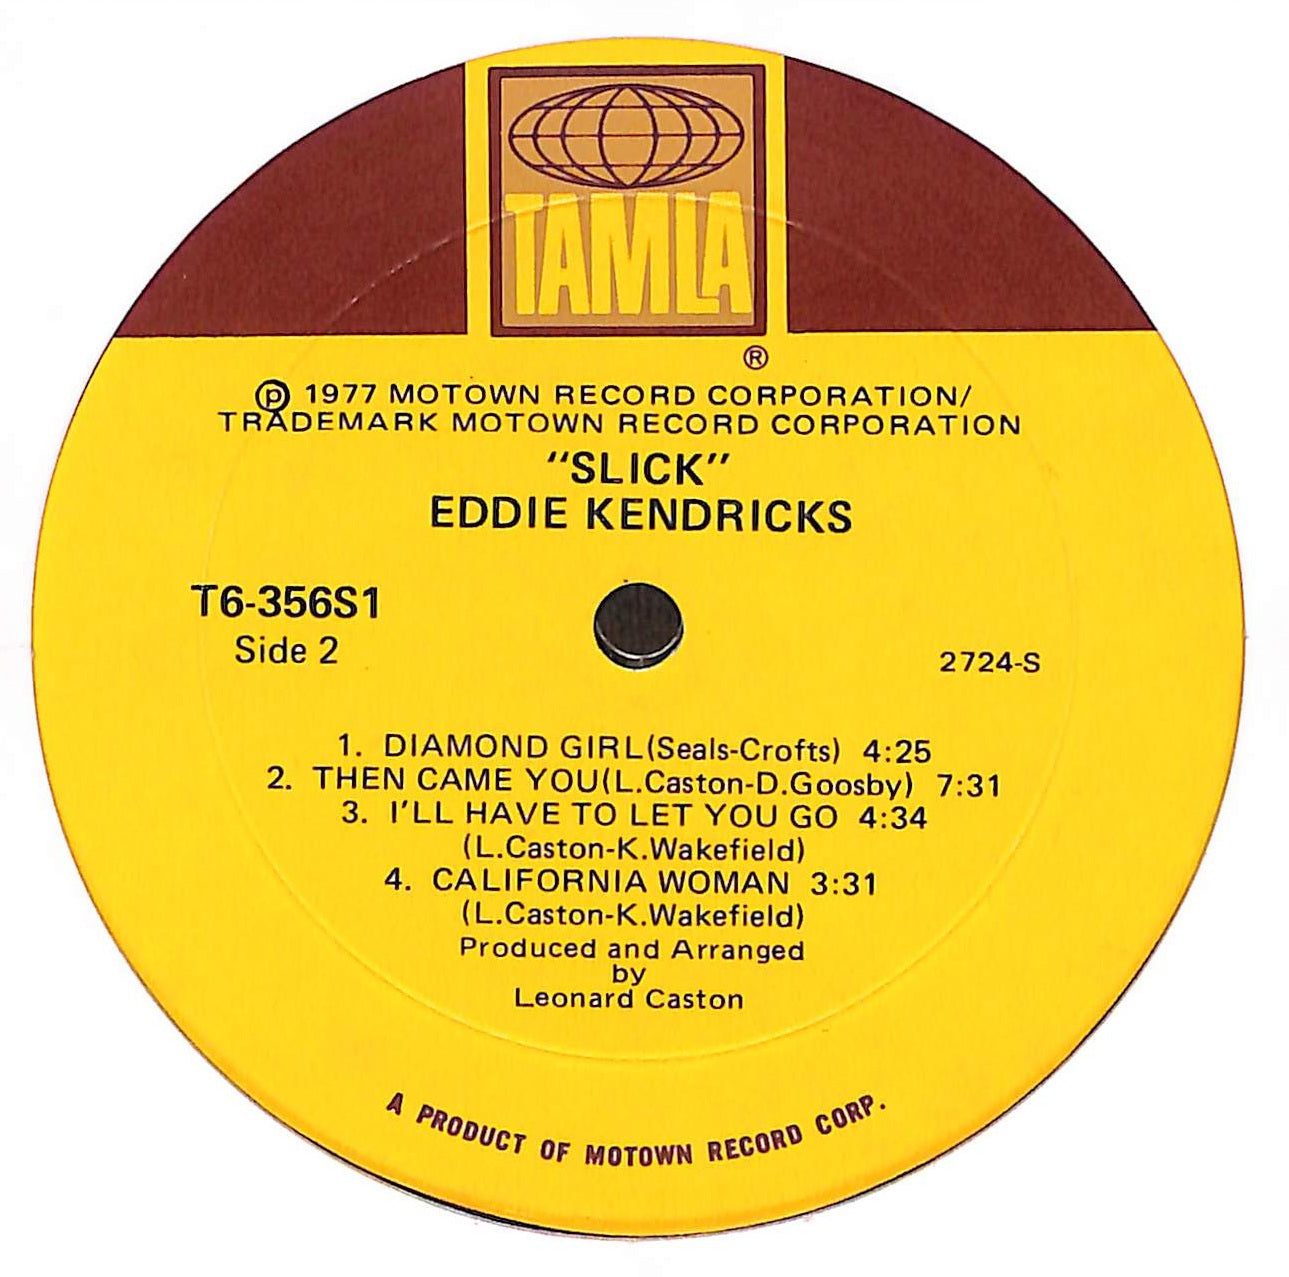 TAMLA
®
℗ 1977 MOTOWN RECORD CORPORATION/
TRADEMARK MOTOWN RECORD CORPORATION
“SLICK”
EDDIE KENDRICKS
T6-356S1
Side 2
2724-S
1. DIAMOND GIRL(Seals-Crofts) 4:25
2. THEN CAME YOU(L.Caston-D.Goosby) 7:31
3. I'LL HAVE TO LET YOU GO 4:34
(L.Caston-K.Wakefield)
4. CALIFORNIA WOMAN 3:31
(L.Caston-K.Wakefield)
Produced and Arranged
by
Leonard Caston
A PRODUCT OF MOTOWN RECORD CORP.